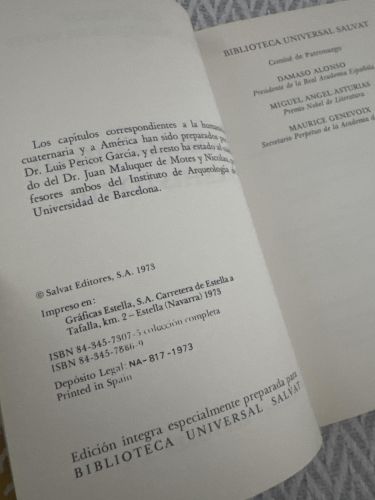 Los capítulos correspondientes a la
cuaternaria y a América han sido preparados
Dr. Luis Pericot García, y el resto ha estado al
do del Dr. Juan Maluquer de Motes y Nicolau,
fesores ambos del Instituto de Arqueología
Universidad de Barcelona.
© Salvat Editores, S.A. 1973
Impreso en:
Gráficas Estella, S.A. Carretera de Estella a
Tafalla, km. 2 – Estella (Navarra) 1973
ISBN 84-345-7307-5 colección completa
ISBN 84-345-7866-9
Depósito Legal: NA-817-1973
Printed in Spain
Edición íntegra especialmente preparada para
BIBLIOTECA UNIVERSAL SALVAT
BIBLIOTECA UNIVERSAL SALVAT
Comité de Patronazgo
DAMASO ALONSO
Presidente de la Real Academia Española
MIGUEL ANGEL ASTURIAS
Premio Nobel de Literatura
MAURICE GENEVOIX
Secretario Perpetuo de la Academia